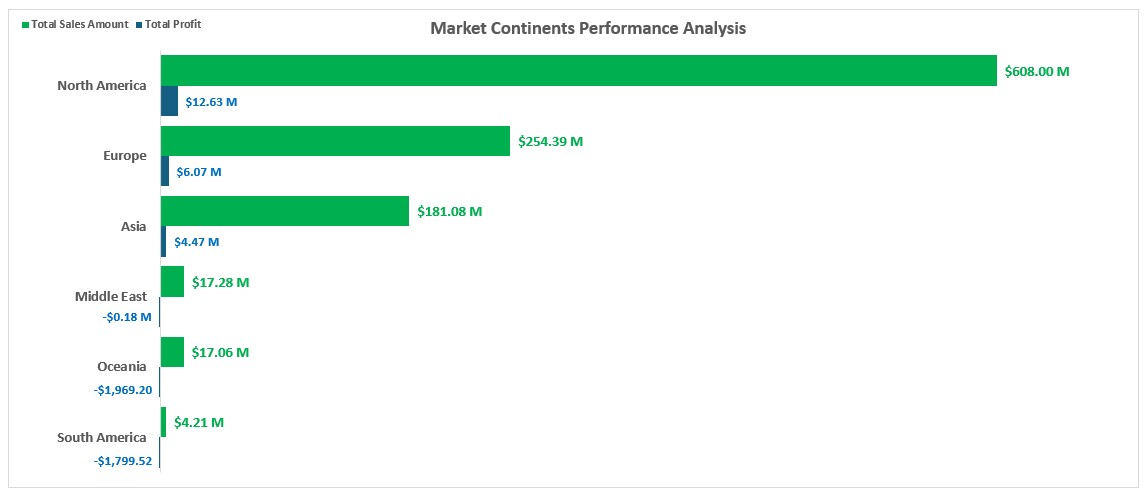 Total Sales Amount Total Profit
Market Continents Performance Analysis
North America
$608.00 M
$12.63 M
Europe
$254.39 M
$6.07 M
Asia
$181.08 M
$4.47 M
Middle East
$17.28 M
-$0.18 M
Oceania
$17.06 M
-$1,969.20
South America
$4.21 M
-$1,799.52